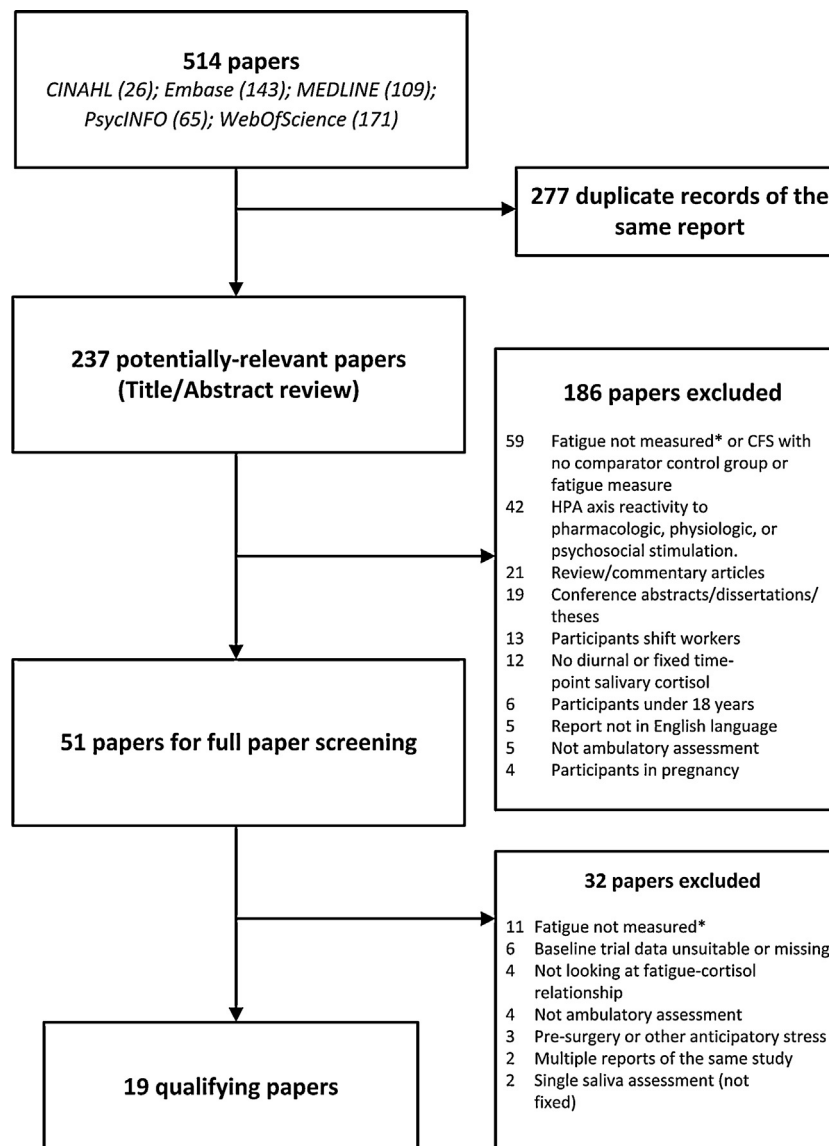 514 papers
CINAHL (26); Embase (143); MEDLINE (109);
PsycINFO (65); WebOfScience (171)
277 duplicate records of the
same report
237 potentially-relevant papers
(Title/Abstract review)
186 papers excluded
59 Fatigue not measured* or CFS with
no comparator control group or
fatigue measure
42 HPA axis reactivity to
pharmacologic, physiologic, or
psychosocial stimulation.
21 Review/commentary articles
19 Conference abstracts/dissertations/
theses
13 Participants shift workers
12 No diurnal or fixed time-
point salivary cortisol
6 Participants under 18 years
5 Report not in English language
5 Not ambulatory assessment
4 Participants in pregnancy
51 papers for full paper screening
32 papers excluded
11 Fatigue not measured*
6 Baseline trial data unsuitable or missing
4 Not looking at fatigue-cortisol
relationship
4 Not ambulatory assessment
3 Pre-surgery or other anticipatory stress
2 Multiple reports of the same study
2 Single saliva assessment (not
fixed)
19 qualifying papers